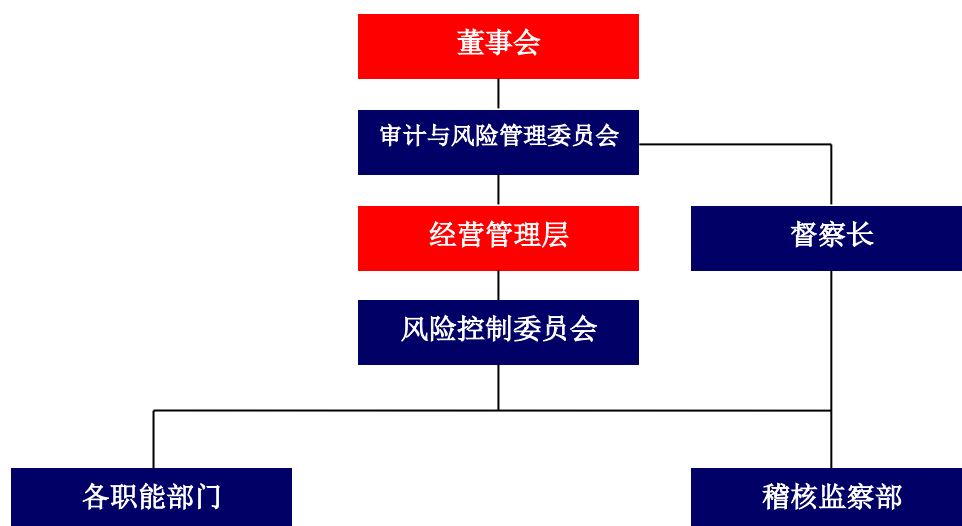 董事会
审计与风险管理委员会
经营管理层
督察长
风险控制委员会
各职能部门
稽核监察部